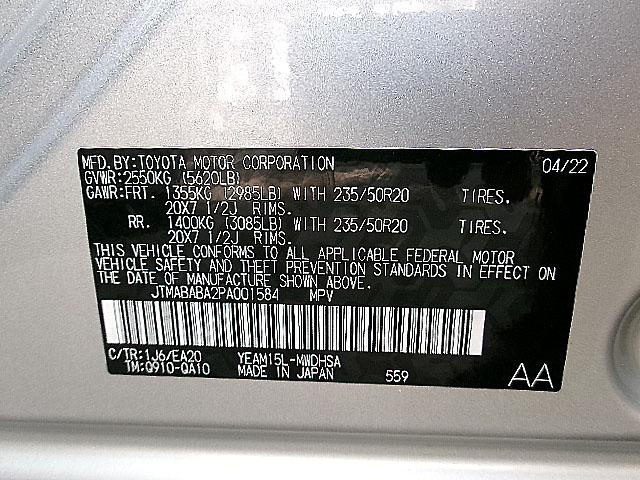 MFD.BY:TOYOTA MOTOR CORPORATION 04/22
GVWR:2550KG (5620LB)
GAWR:FRT. 1355KG (2985LB) WITH 235/50R20 TIRES.
20X7 1/2J RIMS.
RR. 1400KG (3085LB) WITH 235/50R20 TIRES.
20X7 1/2J RIMS.
THIS VEHICLE CONFORMS TO ALL APPLICABLE FEDERAL MOTOR
VEHICLE SAFETY AND THEFT PREVENTION STANDARDS IN EFFECT ON
THE DATE OF MANUFACTURE SHOWN ABOVE.
JTMABABA2PA001584 MPV
C/TR:1J6/EA20 YEAM15L-MWDHSA
TM:Q910-QA10 MADE IN JAPAN 559 AA